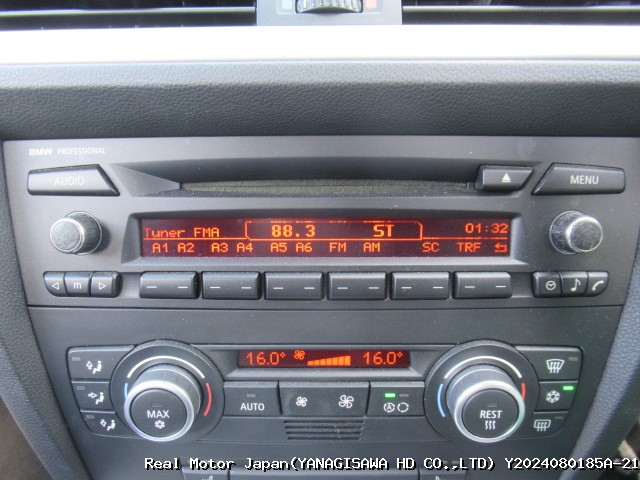 BMW PROFESSIONAL
AUDIO
MENU
Tuner FMA 88.3 ST 01:32
A1 A2 A3 A4 A5 A6 FM AM SC TRF
m
16.0° 16.0°
MAX AUTO A REST
Real Motor Japan(YANAGISAWA HD CO.,LTD) Y2024080185A-21